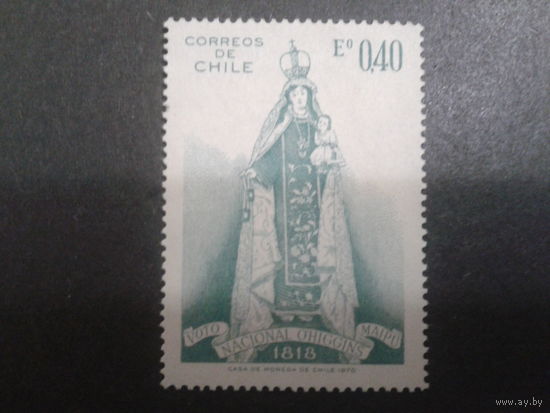 CORREOS
DE
CHILE
Eº 0,40
VOTO NACIONAL O'HIGGINS MAIPU
1818
CASA DE MONEDA DE CHILE-1970
www.ay.by